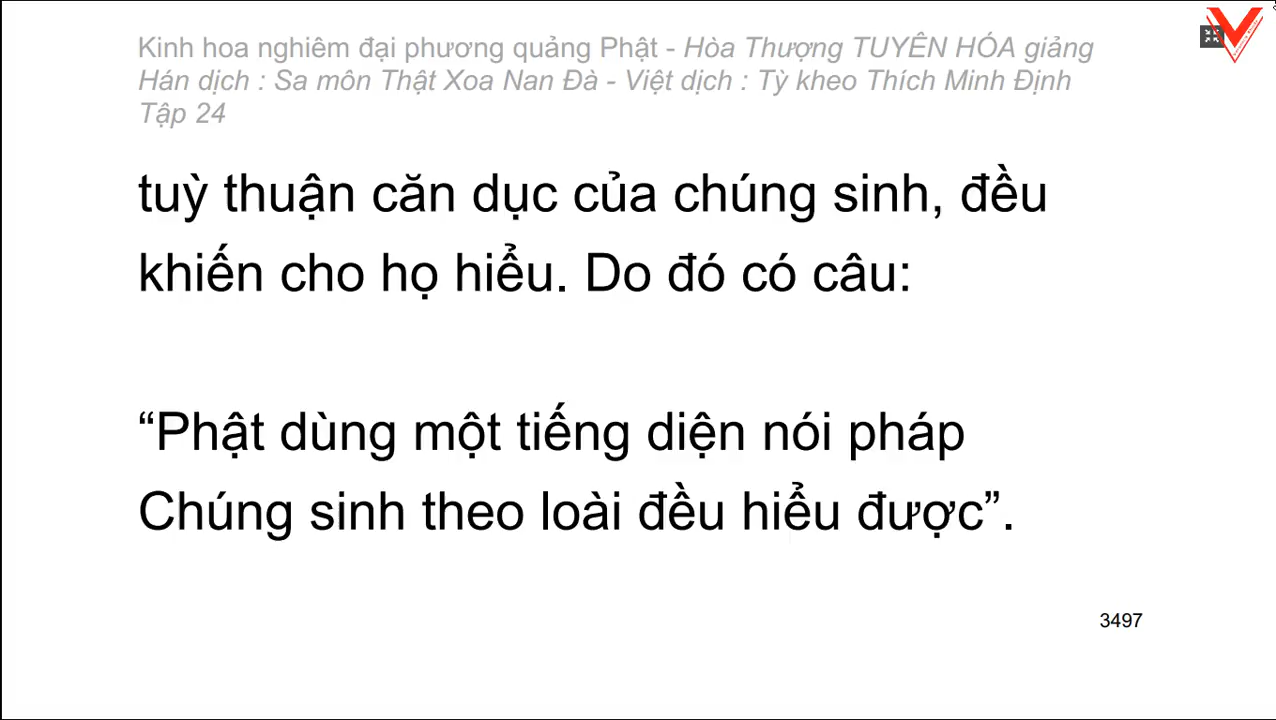 Kinh hoa nghiêm đại phương quảng Phật - Hòa Thượng TUYÊN HÓA giảng
Hán dịch : Sa môn Thật Xoa Nan Đà - Việt dịch : Tỳ kheo Thích Minh Định
Tập 24
tuỳ thuận căn dục của chúng sinh, đều
khiến cho họ hiểu. Do đó có câu:
“Phật dùng một tiếng diện nói pháp
Chúng sinh theo loài đều hiểu được”.
3497